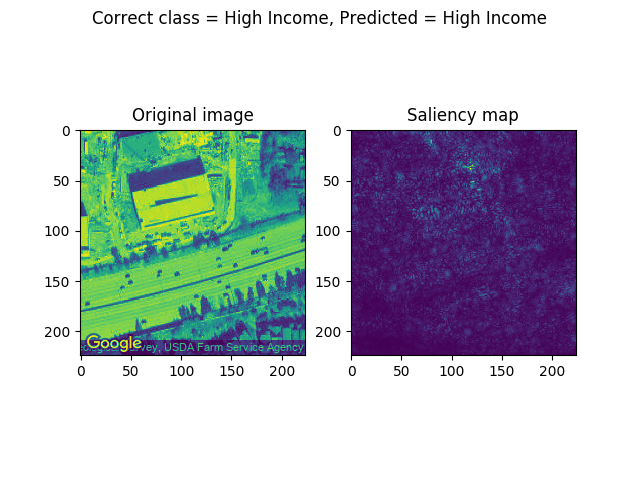 Correct class = High Income, Predicted = High Income
Original image
Saliency map
0
50
100
150
200
0
50
100
150
200
Google
Survey, USDA Farm Service Agency
0 50 100 150 200
0 50 100 150 200